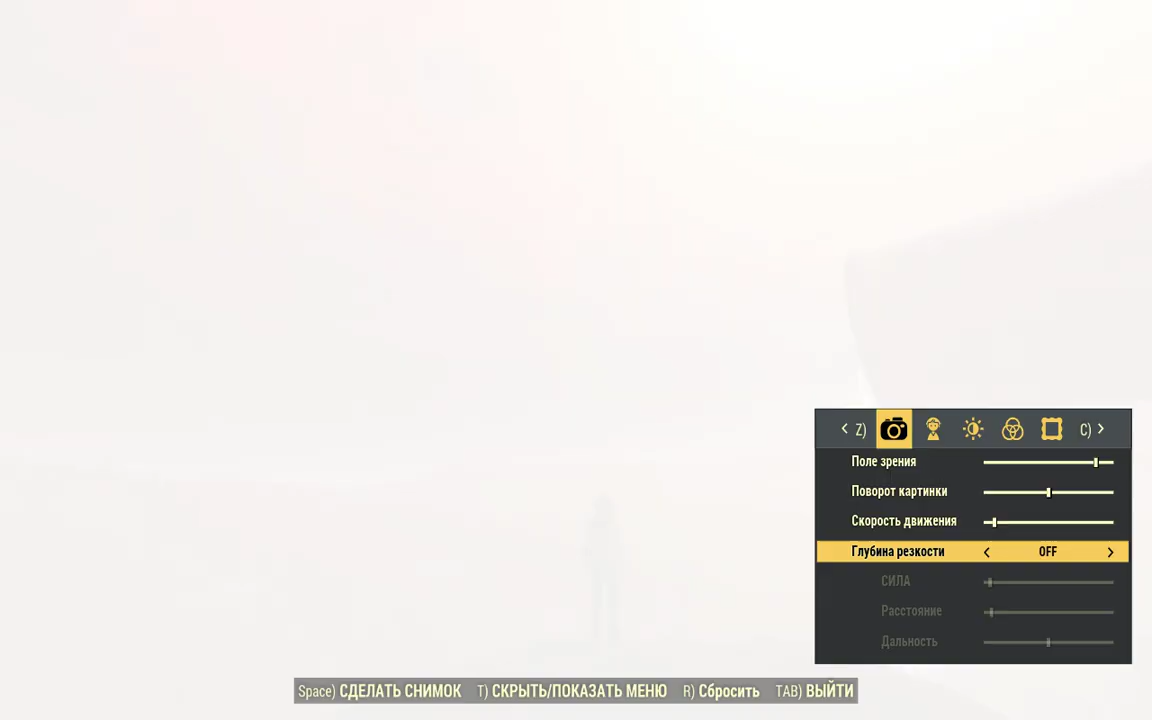 Z) C)
Поле зрения
Поворот картинки
Скорость движения
Глубина резкости OFF
СИЛА
Расстояние
Дальность
Space) СДЕЛАТЬ СНИМОК T) СКРЫТЬ/ПОКАЗАТЬ МЕНЮ R) Сбросить TAB) ВЫЙТИ